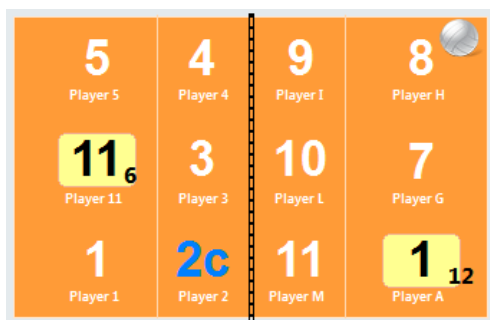 5 4 9 8
Player 5 Player 4 Player I Player H
11 6 3 10 7
Player 11 Player 3 Player L Player G
1 2c 11 1 12
Player 1 Player 2 Player M Player A